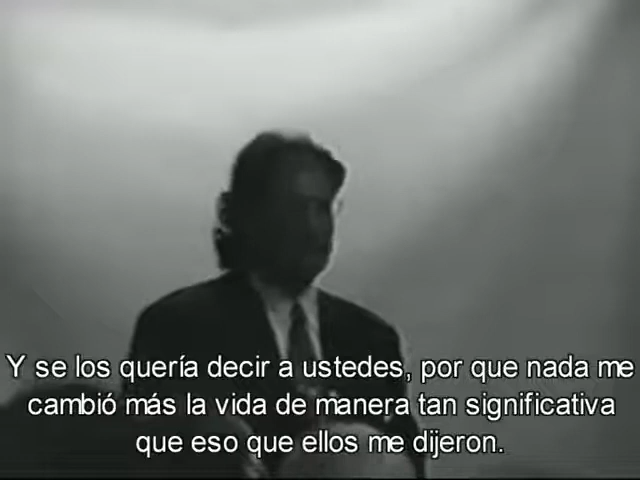 Y se los quería decir a ustedes, por que nada me
cambió más la vida de manera tan significativa
que eso que ellos me dijeron.